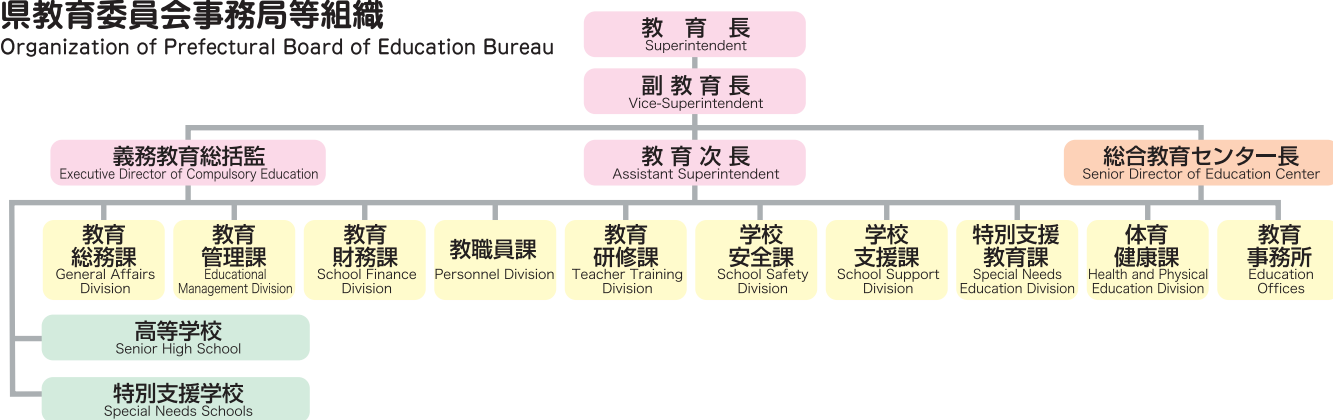 県教育委員会事務局等組織
Organization of Prefectural Board of Education Bureau
教 育 長
Superintendent
副 教 育 長
Vice-Superintendent
義務教育総括監
Executive Director of Compulsory Education
教 育 次 長
Assistant Superintendent
総合教育センター長
Senior Director of Education Center
教育
総務課
General Affairs
Division
教育
管理課
Educational
Management Division
教育
財務課
School Finance
Division
教職員課
Personnel Division
教育
研修課
Teacher Training
Division
学校
安全課
School Safety
Division
学校
支援課
School Support
Division
特別支援
教育課
Special Needs
Education Division
体育
健康課
Health and Physical
Education Division
教育
事務所
Education
Offices
高等学校
Senior High School
特別支援学校
Special Needs Schools